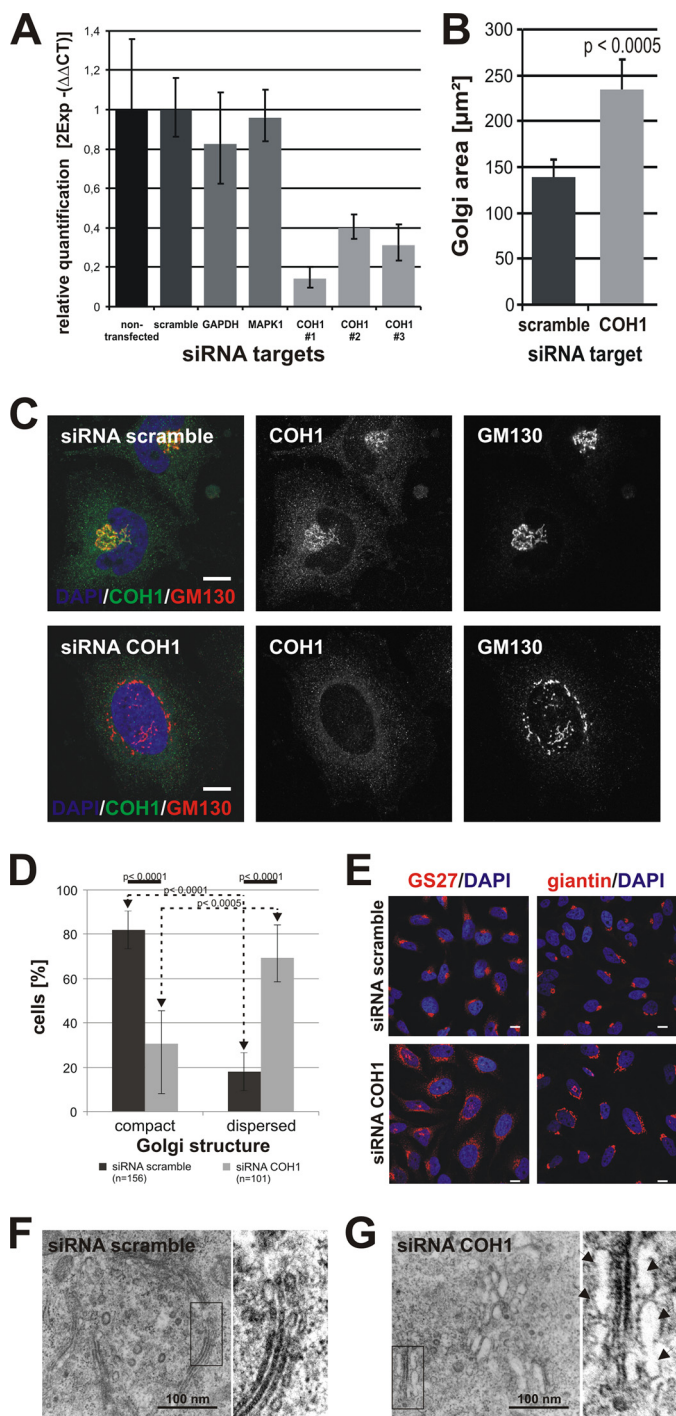 A
relative quantification [2Exp -(ΔΔCT)]
1,4
1,2
1
0,8
0,6
0,4
0,2
0
non-transfected
scramble
GAPDH
MAPK1
COH1 #1
COH1 #2
COH1 #3
siRNA targets
B
p < 0.0005
Golgi area [µm²]
300
250
200
150
100
50
0
scramble
COH1
siRNA target
C
siRNA scramble
DAPI/COH1/GM130
COH1
GM130
siRNA COH1
DAPI/COH1/GM130
COH1
GM130
D
p< 0.0001
p< 0.0001
p< 0,0001
p< 0,0005
cells [%]
100
80
60
40
20
0
compact
dispersed
Golgi structure
siRNA scramble
(n=156)
siRNA COH1
(n=101)
E
GS27/DAPI
giantin/DAPI
siRNA scramble
siRNA COH1
F
siRNA scramble
100 nm
G
siRNA COH1
100 nm